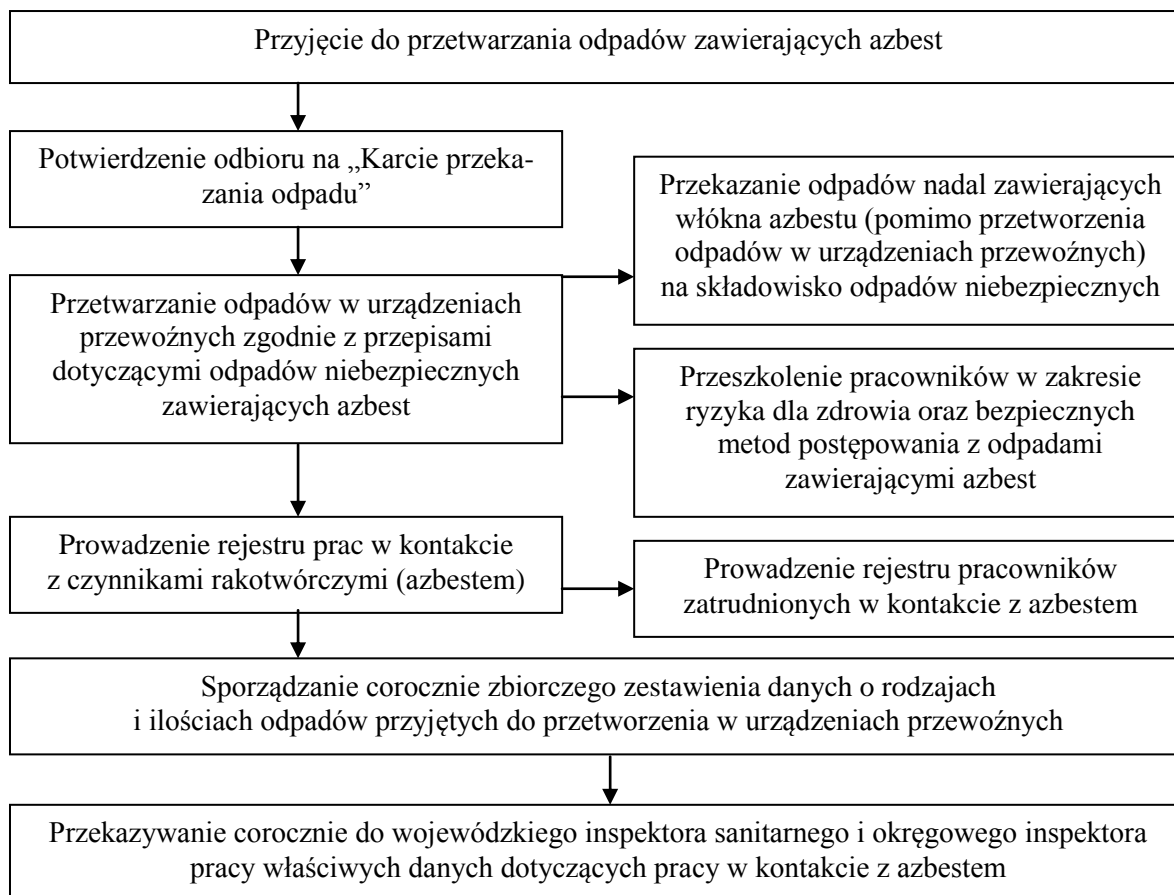 Przyjęcie do przetwarzania odpadów zawierających azbest
Potwierdzenie odbioru na „Karcie przeka-
zania odpadu”
Przekazanie odpadów nadal zawierających
włókna azbestu (pomimo przetworzenia
odpadów w urządzeniach przewoźnych)
na składowisko odpadów niebezpiecznych
Przetwarzanie odpadów w urządzeniach
przewoźnych zgodnie z przepisami
dotyczącymi odpadów niebezpiecznych
zawierających azbest
Przeszkolenie pracowników w zakresie
ryzyka dla zdrowia oraz bezpiecznych
metod postępowania z odpadami
zawierającymi azbest
Prowadzenie rejestru prac w kontakcie
z czynnikami rakotwórczymi (azbestem)
Prowadzenie rejestru pracowników
zatrudnionych w kontakcie z azbestem
Sporządzanie corocznie zbiorczego zestawienia danych o rodzajach
i ilościach odpadów przyjętych do przetworzenia w urządzeniach przewoźnych
Przekazywanie corocznie do wojewódzkiego inspektora sanitarnego i okręgowego inspektora
pracy właściwych danych dotyczących pracy w kontakcie z azbestem